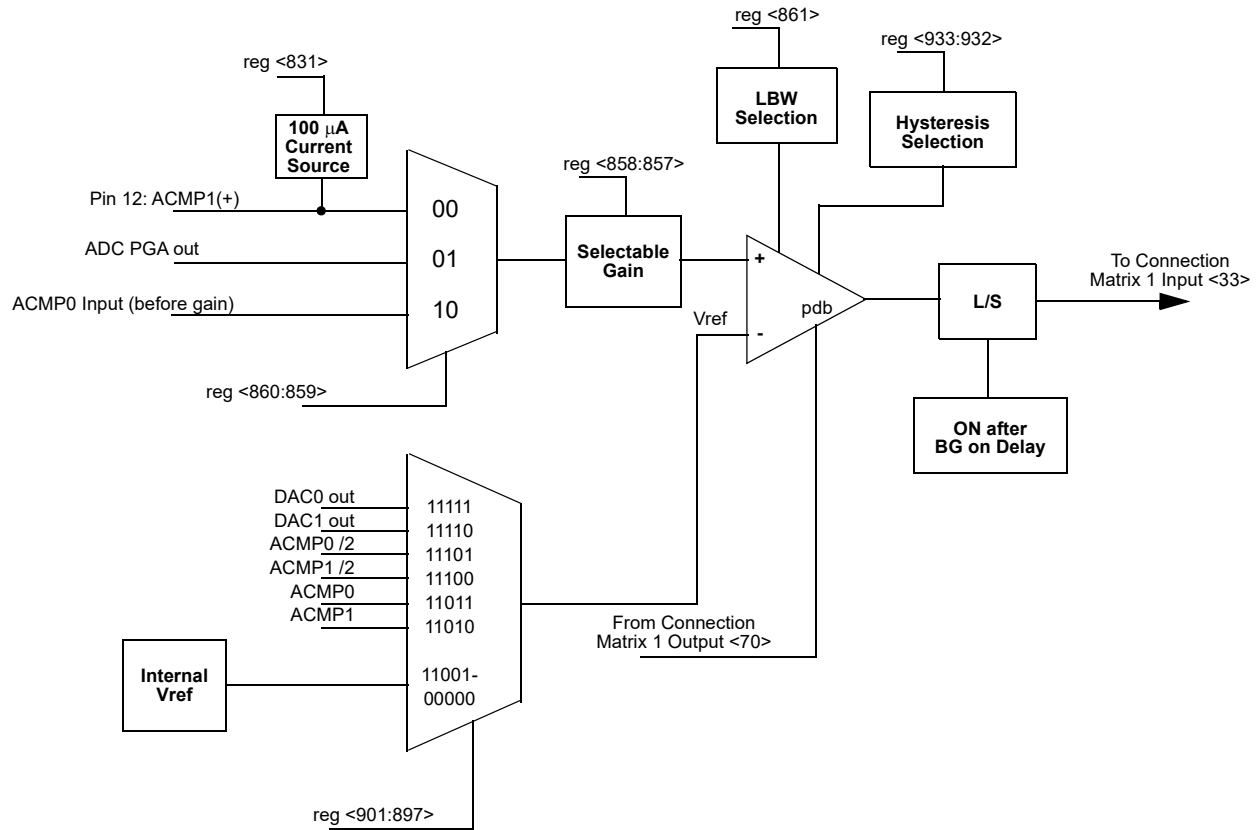 reg <861>
reg <933:932>
reg <831>
LBW
Selection
Hysteresis
Selection
100 μA
Current
Source
reg <858:857>
Pin 12: ACMP1(+)
00
ADC PGA out
01
Selectable
Gain
+
To Connection
Matrix 1 Input <33>
ACMP0 Input (before gain)
10
Vref
pdb
-
L/S
reg <860:859>
ON after
BG on Delay
DAC0 out
11111
DAC1 out
11110
ACMP0 /2
11101
ACMP1 /2
11100
ACMP0
11011
ACMP1
11010
From Connection
Matrix 1 Output <70>
Internal
Vref
11001-
00000
reg <901:897>